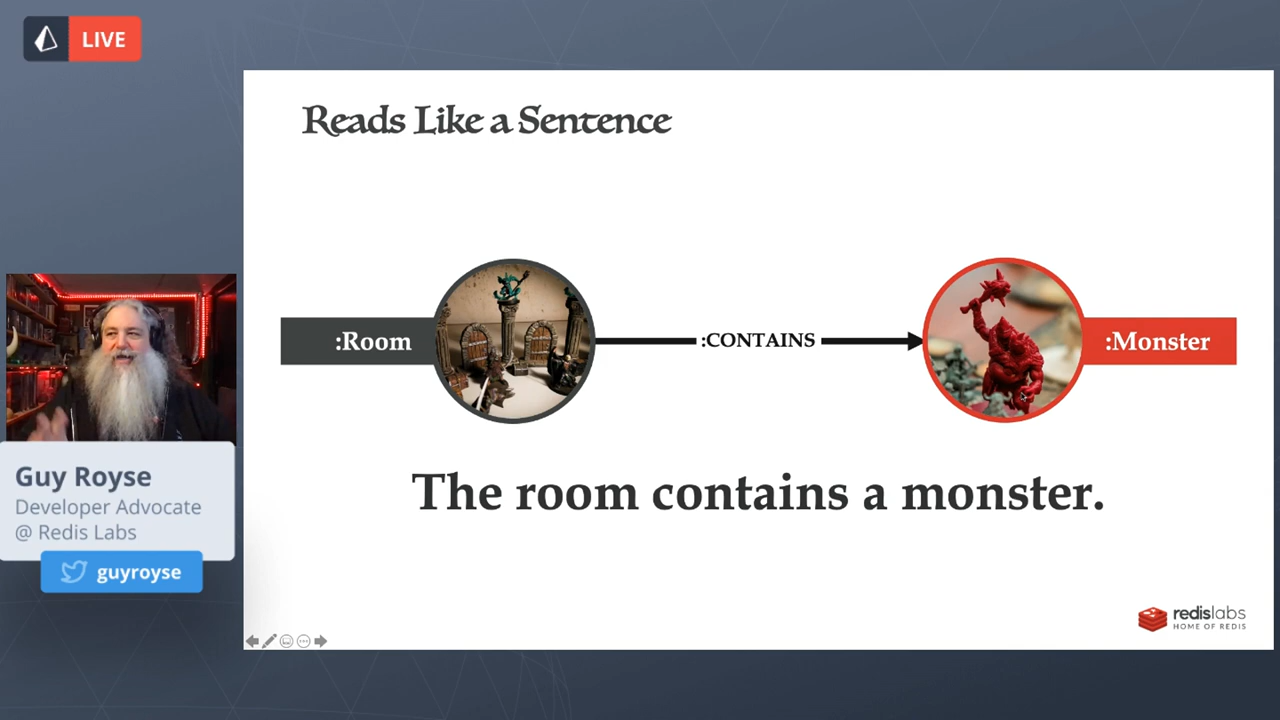 LIVE
Reads Like a Sentence
:Room
:CONTAINS
:Monster
The room contains a monster.
Guy Royse
Developer Advocate
@ Redis Labs
guyroyse
redislabs
HOME OF REDIS